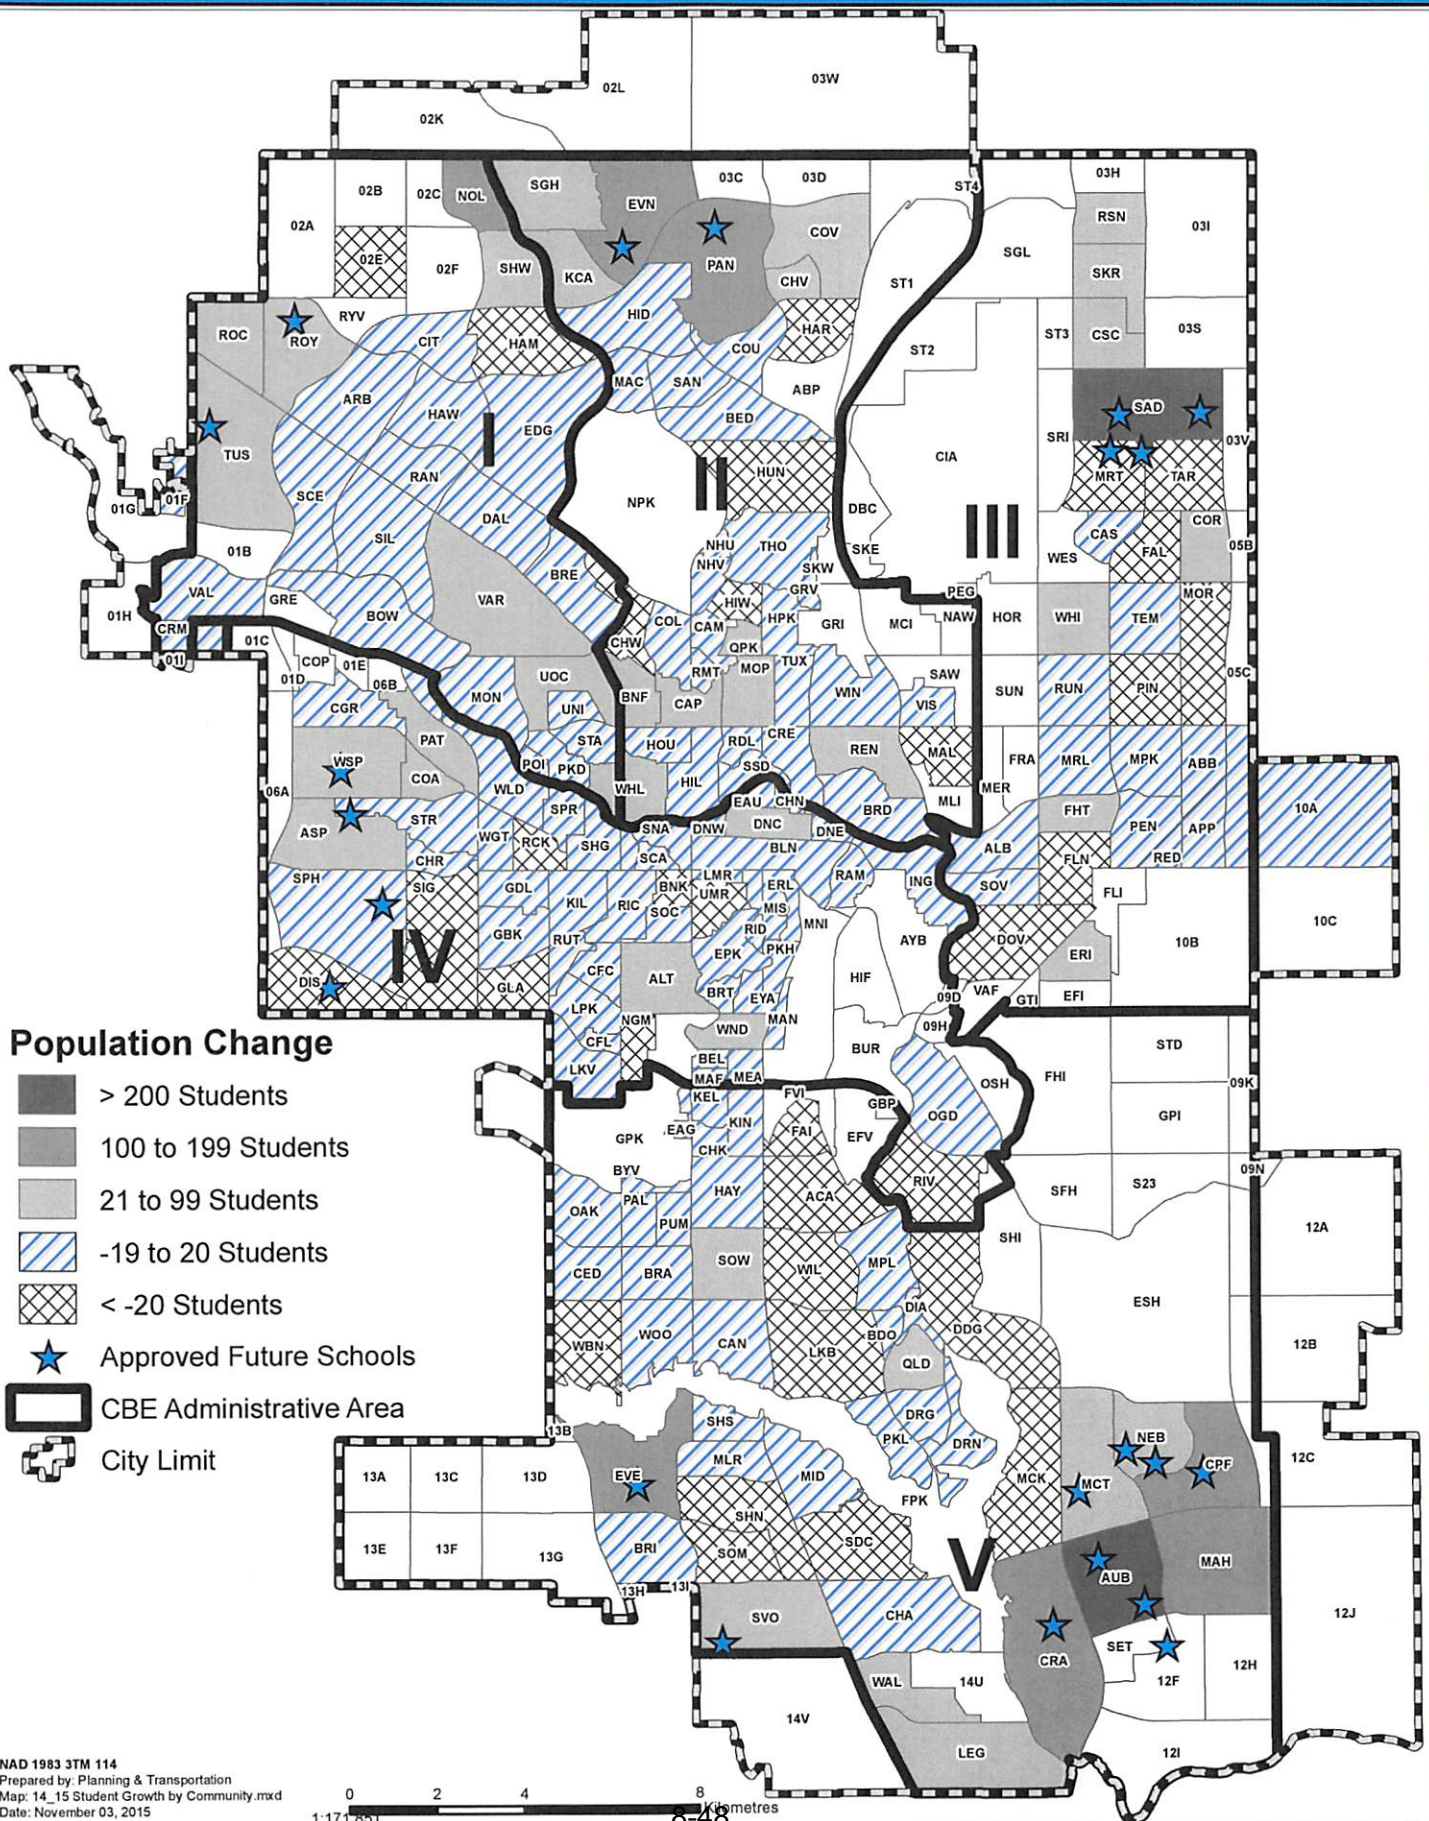 02L 03W
02K
02B 02C NOL SGH EVN 03C 03D ST4 03H
02A 02E 02F SHW KCA PAN COV RSN 03I
CHV ST1 SGL SKR
ROC ROY RYV CIT HAM HID COU HAR ST2 ST3 CSC 03S
ARB HAW EDG MAC SAN BED ABP SAD
TUS I SRI 03V
SCE RAN NPK II HUN CIA MRT TAR
01G 01F DAL DBC III COR
01B SIL NHU THO SKE WES CAS FAL 05B
NHV SKW
VAL GRE BRE HIW GRV PEG MOR
01H BOW VAR COL CAM HPK GRI MCI NAW HOR WHI TEM
CRM 01C CHW QPK
01I 01D COP 01E 06B UOC RMT MOP TUX SAW 05C
CGR MON UNI BNF CAP WIN VIS SUN RUN PIN
PAT STA HOU RDL CRE REN MAL FRA MRL MPK ABB
WSP COA POI PKD SSD
06A WLD WHL HIL EAU CHN BRD MLI MER FHT 10A
ASP STR SPR SNA DNW DNC DNE PEN APP
WGT RCK SHG SCA BLN ALB FLN RED
CHR
SPH SIG GDL KIL RIC BNK LMR UMR ERL RAM ING SOV FLI
SOC MIS MNI 10C
GBK RUT RID AYB DOV 10B
IV CFC EPK PKH ERI
DIS GLA LPK ALT BRT EYA HIF VAF EFI
09D GTI
NGM WND MAN 09H
CFL BUR STD
LKV BEL MEA OSH FHI
MAF 09K
KEL FVI GBP OGD GPI
GPK EAG KIN FAI EFV
CHK
BYV RIV 09N
OAK PAL HAY ACA SFH S23
PUM 12A
CED BRA SOW WIL MPL SHI
DIA ESH
WBN WOO CAN LKB BDO DDG 12B
QLD
SHS DRG
13B PKL DRN NEB
13A 13C 13D EVE MLR MID MCK MCT CPF 12C
FPK
SHN
13E 13F 13G BRI SOM SDC V AUB MAH
13H 13I
SVO CHA 12J
SET
CRA 12F 12H
WAL 14U
14V
LEG 12I
Population Change
> 200 Students
100 to 199 Students
21 to 99 Students
-19 to 20 Students
< -20 Students
Approved Future Schools
CBE Administrative Area
City Limit
NAD 1983 3TM 114
Prepared by: Planning & Transportation
Map: 14_15 Student Growth by Community.mxd
Date: November 03, 2015
0 2 4 8
Kilometres
8-48